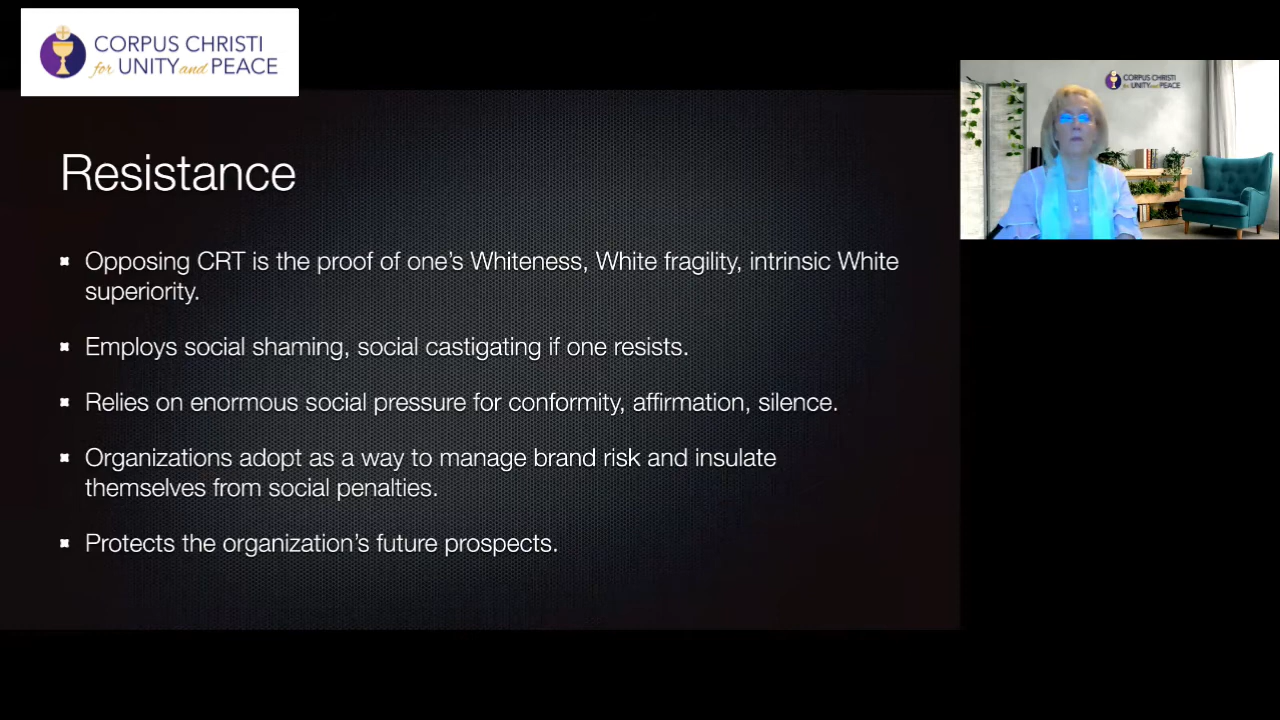 CORPUS CHRISTI
for UNITY and PEACE
CORPUS CHRISTI
for UNITY and PEACE
Resistance
Opposing CRT is the proof of one's Whiteness, White fragility, intrinsic White
superiority.
Employs social shaming, social castigating if one resists.
Relies on enormous social pressure for conformity, affirmation, silence.
Organizations adopt as a way to manage brand risk and insulate
themselves from social penalties.
Protects the organization's future prospects.